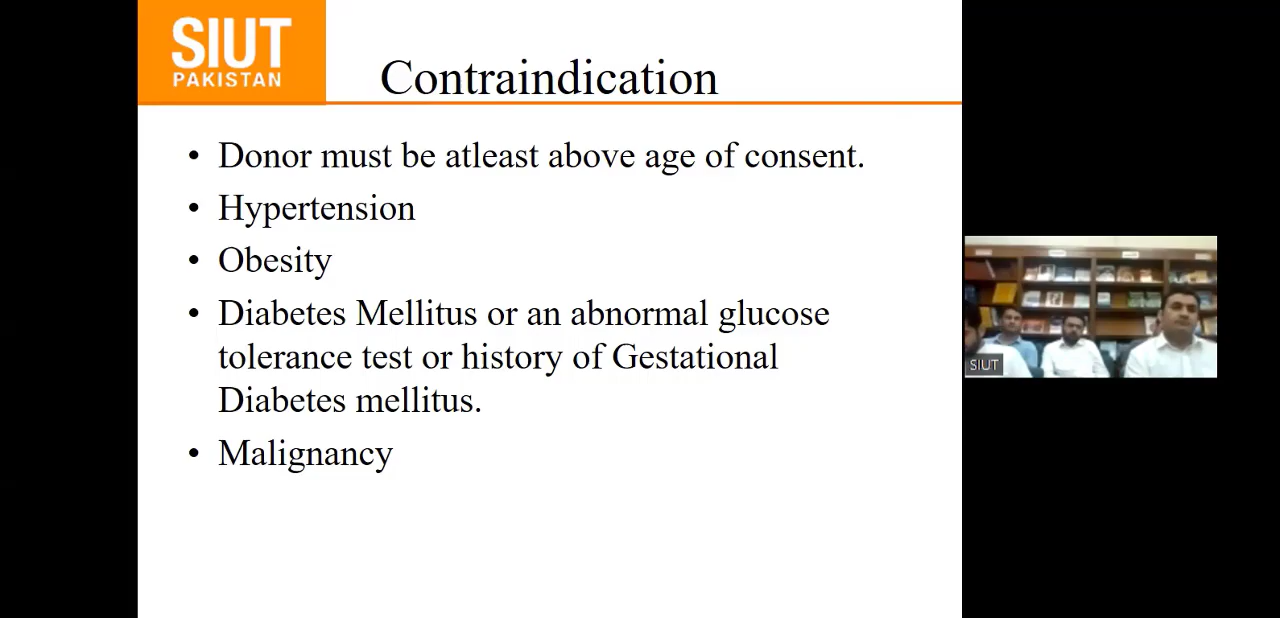 SIUT
PAKISTAN
Contraindication
• Donor must be atleast above age of consent.
• Hypertension
• Obesity
• Diabetes Mellitus or an abnormal glucose
tolerance test or history of Gestational
Diabetes mellitus.
• Malignancy
SIUT